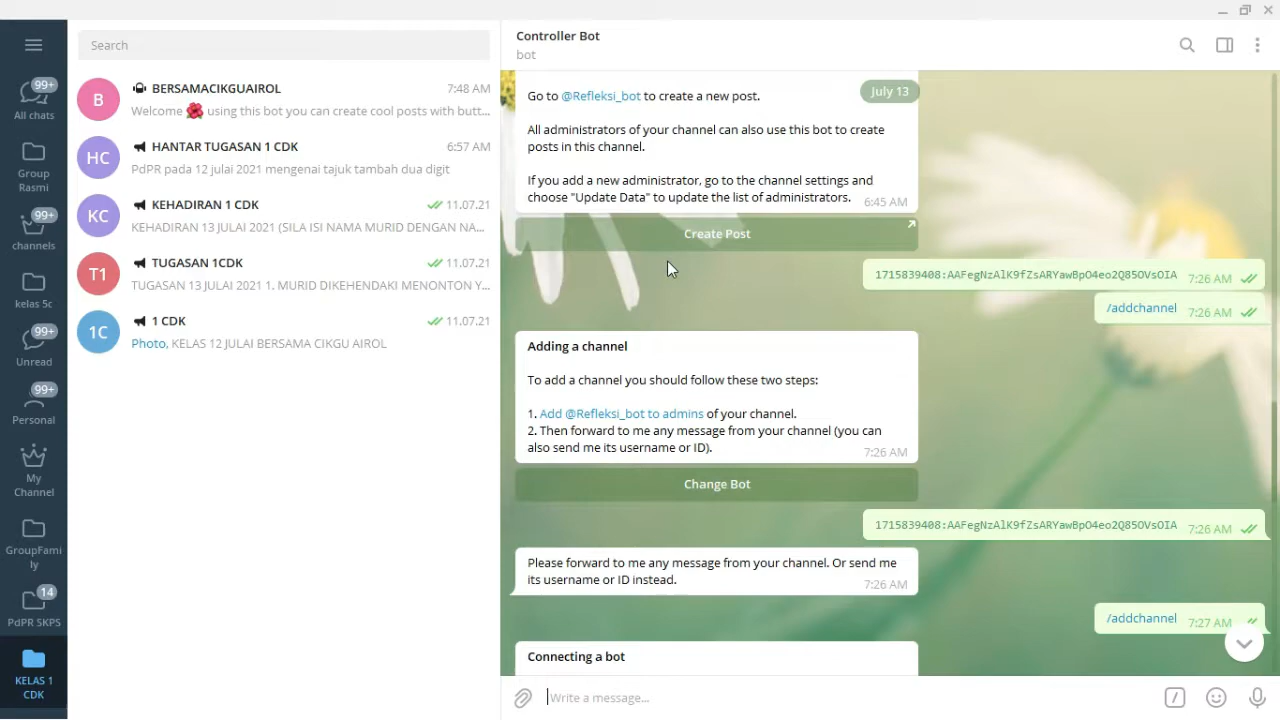 Search
99+
All chats
Group
Rasmi
99+
channels
kelas 5c
99+
Unread
99+
Personal
My
Channel
GroupFami
ly
14
PdPR SKPS
KELAS 1
CDK
B
BERSAMACIKGUAIROL
7:48 AM
Welcome 🌺 using this bot you can create cool posts with butt...
HC
HANTAR TUGASAN 1 CDK
6:57 AM
PdPR pada 12 julai 2021 mengenai tajuk tambah dua digit
KC
KEHADIRAN 1 CDK
11.07.21
KEHADIRAN 13 JULAI 2021 (SILA ISI NAMA MURID DENGAN NA...
T1
TUGASAN 1CDK
11.07.21
TUGASAN 13 JULAI 2021 1. MURID DIKEHENDAKI MENONTON Y...
1C
1 CDK
11.07.21
Photo, KELAS 12 JULAI BERSAMA CIKGU AIROL
Controller Bot
bot
July 13
Go to @Refleksi_bot to create a new post.
All administrators of your channel can also use this bot to create
posts in this channel.
If you add a new administrator, go to the channel settings and
choose "Update Data" to update the list of administrators.
6:45 AM
Create Post
1715839408:AAFegNzAlK9fZsARYawBpO4eo2Q85OVsOIA
7:26 AM
/addchannel
7:26 AM
Adding a channel
To add a channel you should follow these two steps:
1. Add @Refleksi_bot to admins of your channel.
2. Then forward to me any message from your channel (you can
also send me its username or ID).
7:26 AM
Change Bot
1715839408:AAFegNzAlK9fZsARYawBpO4eo2Q85OVsOIA
7:26 AM
Please forward to me any message from your channel. Or send me
its username or ID instead.
7:26 AM
/addchannel
7:27 AM
Connecting a bot
Write a message...